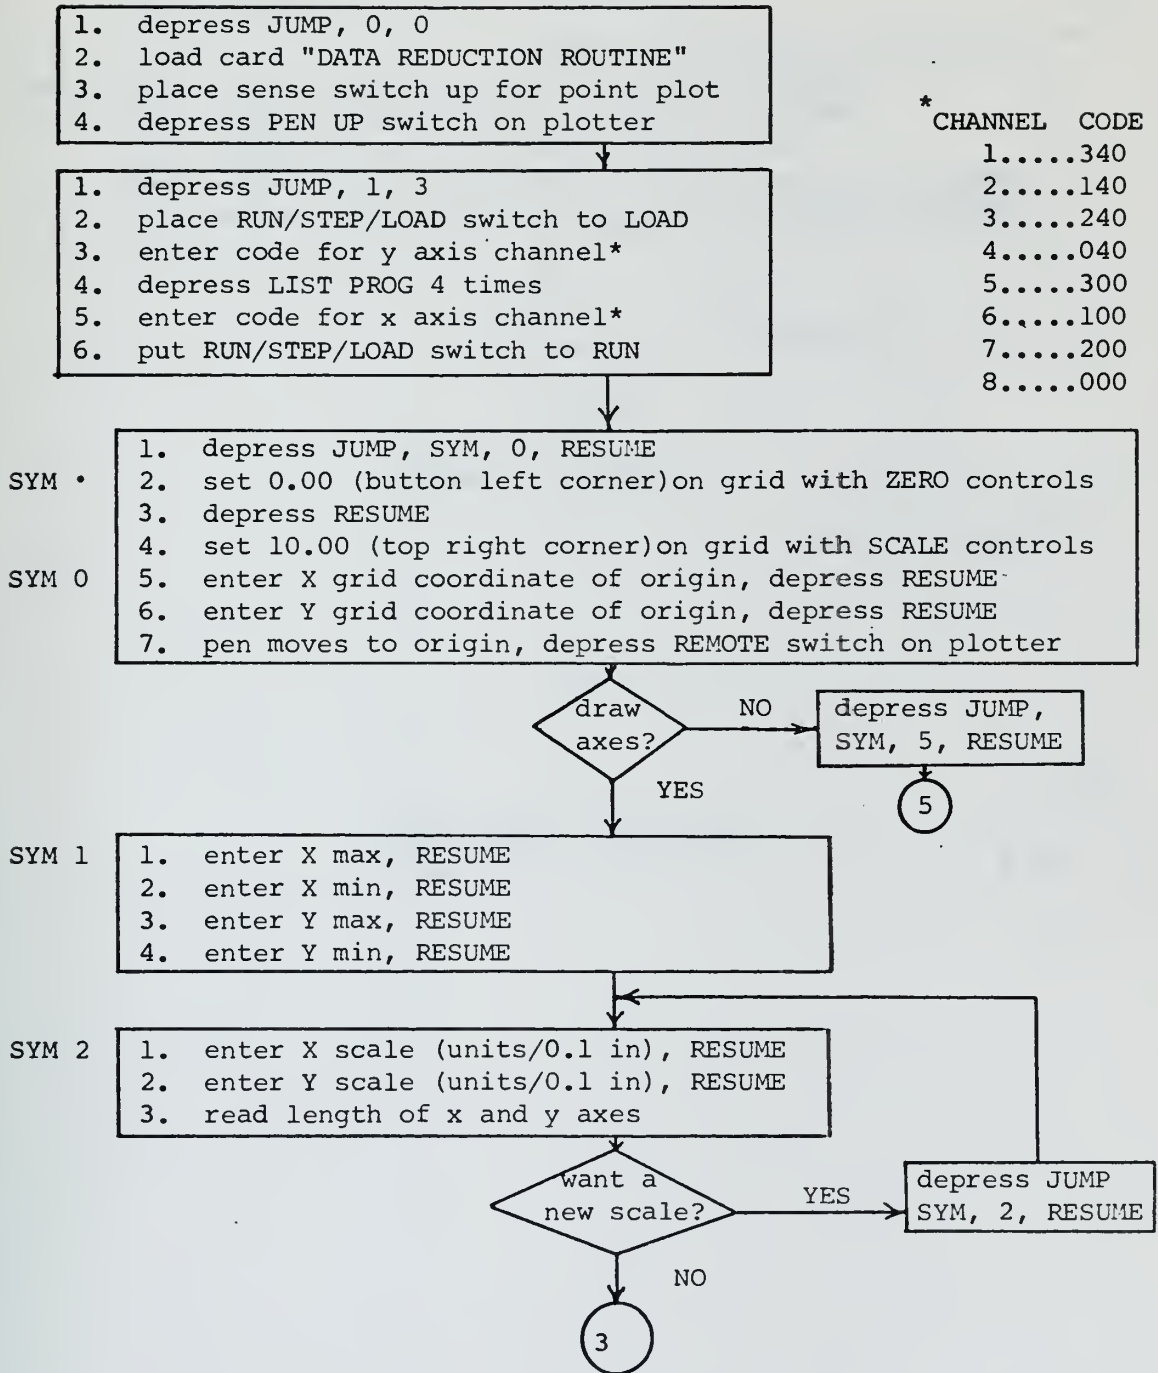 1. depress JUMP, 0, 0
2. load card "DATA REDUCTION ROUTINE"
3. place sense switch up for point plot
4. depress PEN UP switch on plotter
*
CHANNEL CODE
1.....340
2.....140
3.....240
4.....040
5.....300
6.....100
7.....200
8.....000
1. depress JUMP, 1, 3
2. place RUN/STEP/LOAD switch to LOAD
3. enter code for y axis channel*
4. depress LIST PROG 4 times
5. enter code for x axis channel*
6. put RUN/STEP/LOAD switch to RUN
1. depress JUMP, SYM, 0, RESUME
SYM • 2. set 0.00 (button left corner)on grid with ZERO controls
3. depress RESUME
4. set 10.00 (top right corner)on grid with SCALE controls
SYM 0 5. enter X grid coordinate of origin, depress RESUME
6. enter Y grid coordinate of origin, depress RESUME
7. pen moves to origin, depress REMOTE switch on plotter
draw
axes?
NO
depress JUMP,
SYM, 5, RESUME
YES
5
SYM 1 1. enter X max, RESUME
2. enter X min, RESUME
3. enter Y max, RESUME
4. enter Y min, RESUME
SYM 2 1. enter X scale (units/0.1 in), RESUME
2. enter Y scale (units/0.1 in), RESUME
3. read length of x and y axes
want a
new scale?
YES
depress JUMP
SYM, 2, RESUME
NO
3